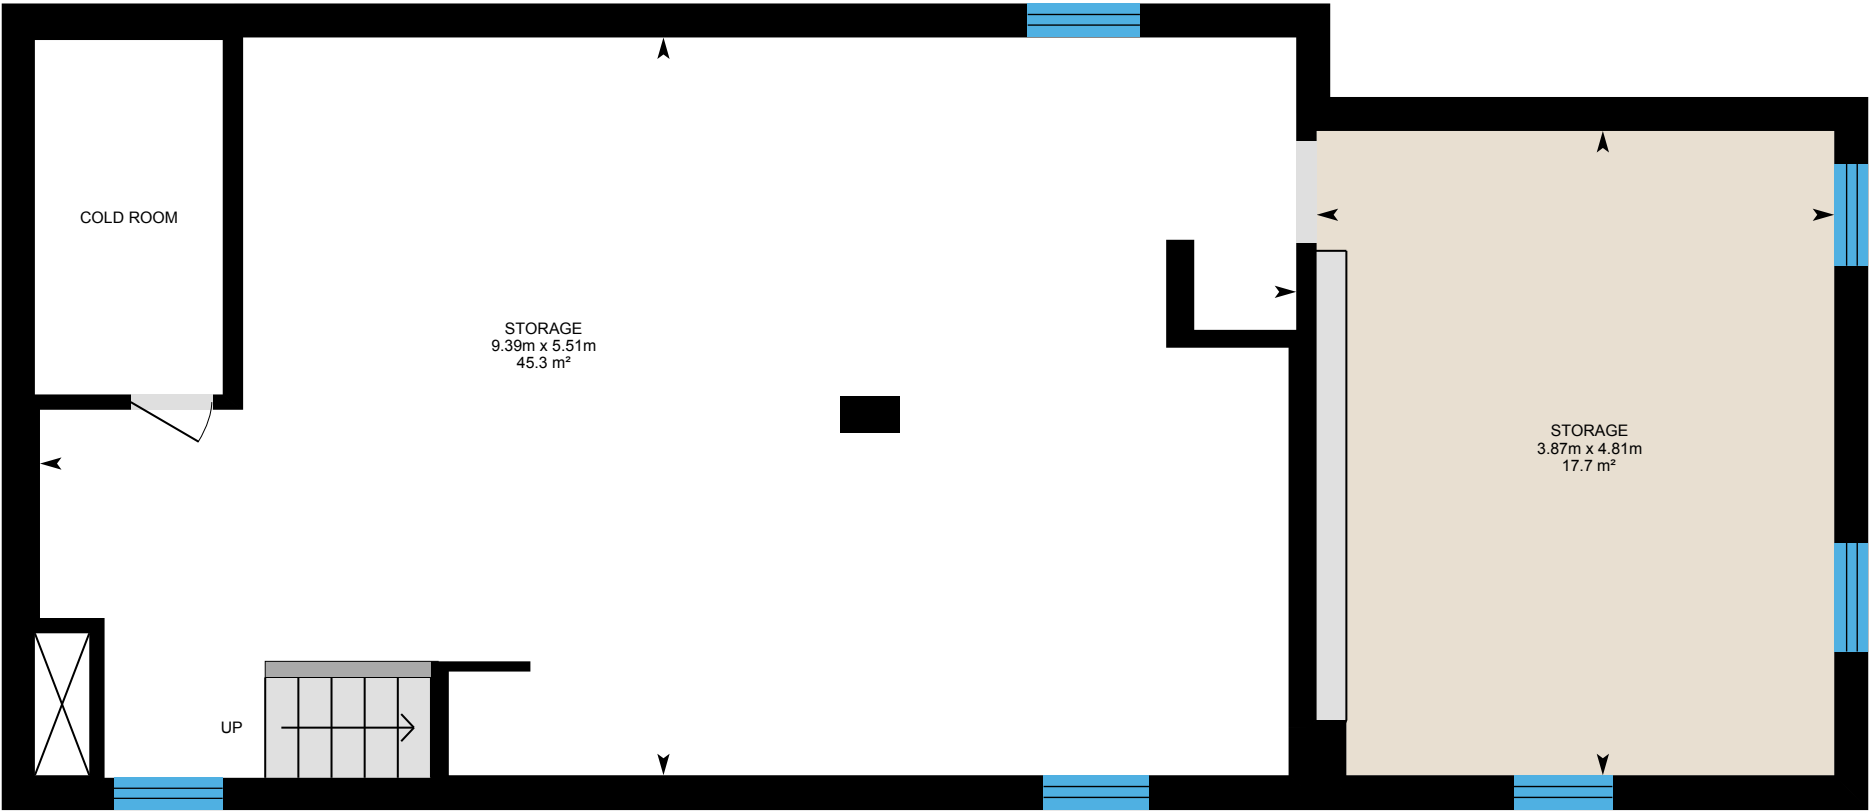 COLD ROOM
STORAGE
9.39m x 5.51m
45.3 m²
STORAGE
3.87m x 4.81m
17.7 m²
UP